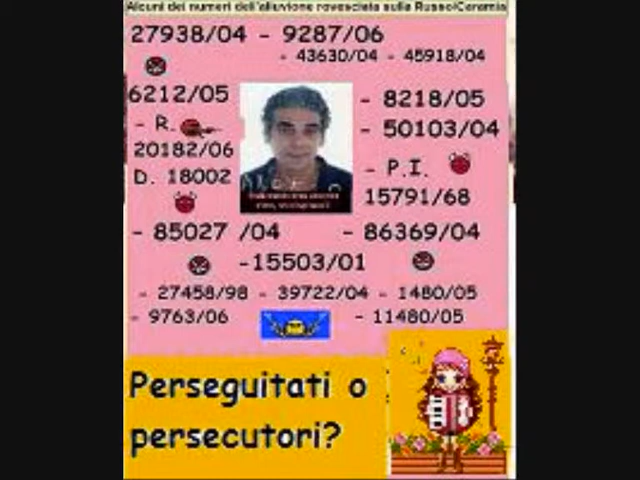 Alcuni dei numeri dell'alluvione rovesciata sulla Russo/Ceramia
27938/04 - 9287/06
- 43630/04 - 45918/04
6212/05
- 8218/05
- R.
- 50103/04
20182/06
- P.I.
D. 18002
15791/68
- 85027 /04 - 86369/04
-15503/01
- 27458/98 - 39722/04 - 1480/05
- 9763/06 - 11480/05
Perseguitati o
persecutori?